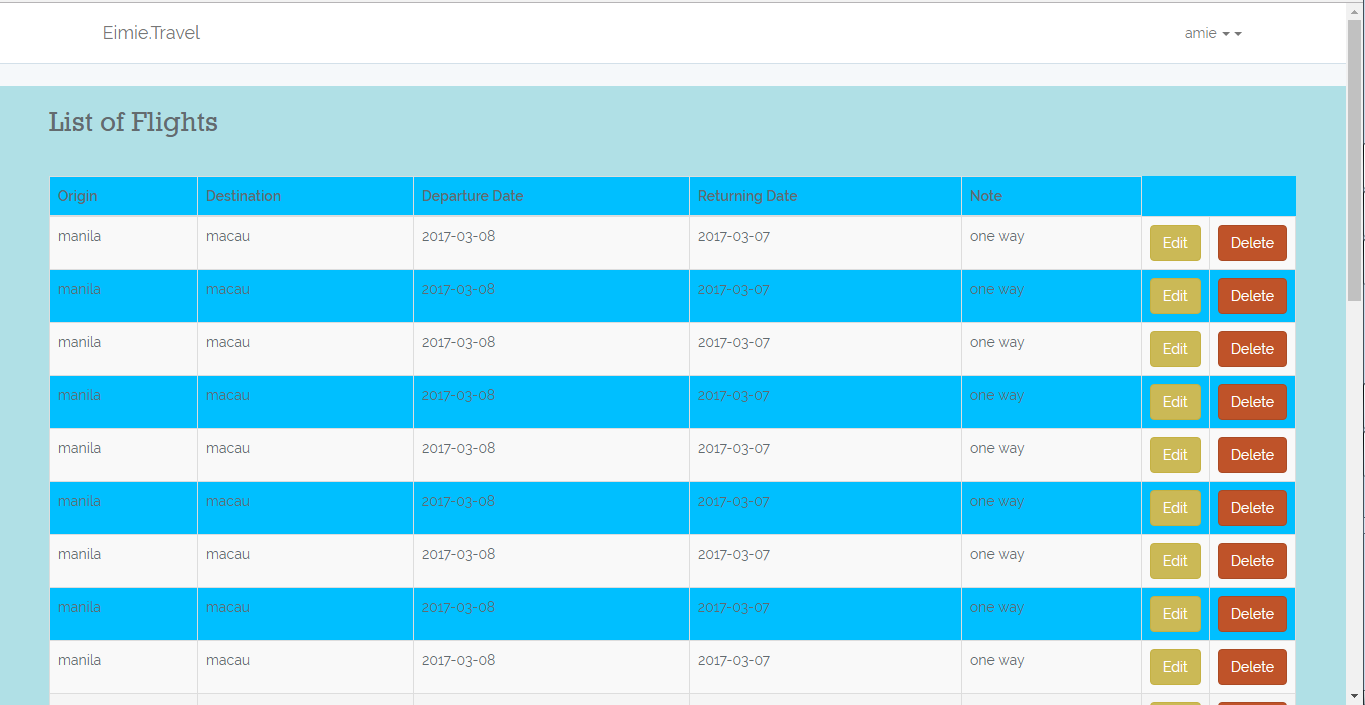 Eimie.Travel amie
List of Flights
Origin Destination Departure Date Returning Date Note
manila macau 2017-03-08 2017-03-07 one way Edit Delete
manila macau 2017-03-08 2017-03-07 one way Edit Delete
manila macau 2017-03-08 2017-03-07 one way Edit Delete
manila macau 2017-03-08 2017-03-07 one way Edit Delete
manila macau 2017-03-08 2017-03-07 one way Edit Delete
manila macau 2017-03-08 2017-03-07 one way Edit Delete
manila macau 2017-03-08 2017-03-07 one way Edit Delete
manila macau 2017-03-08 2017-03-07 one way Edit Delete
manila macau 2017-03-08 2017-03-07 one way Edit Delete